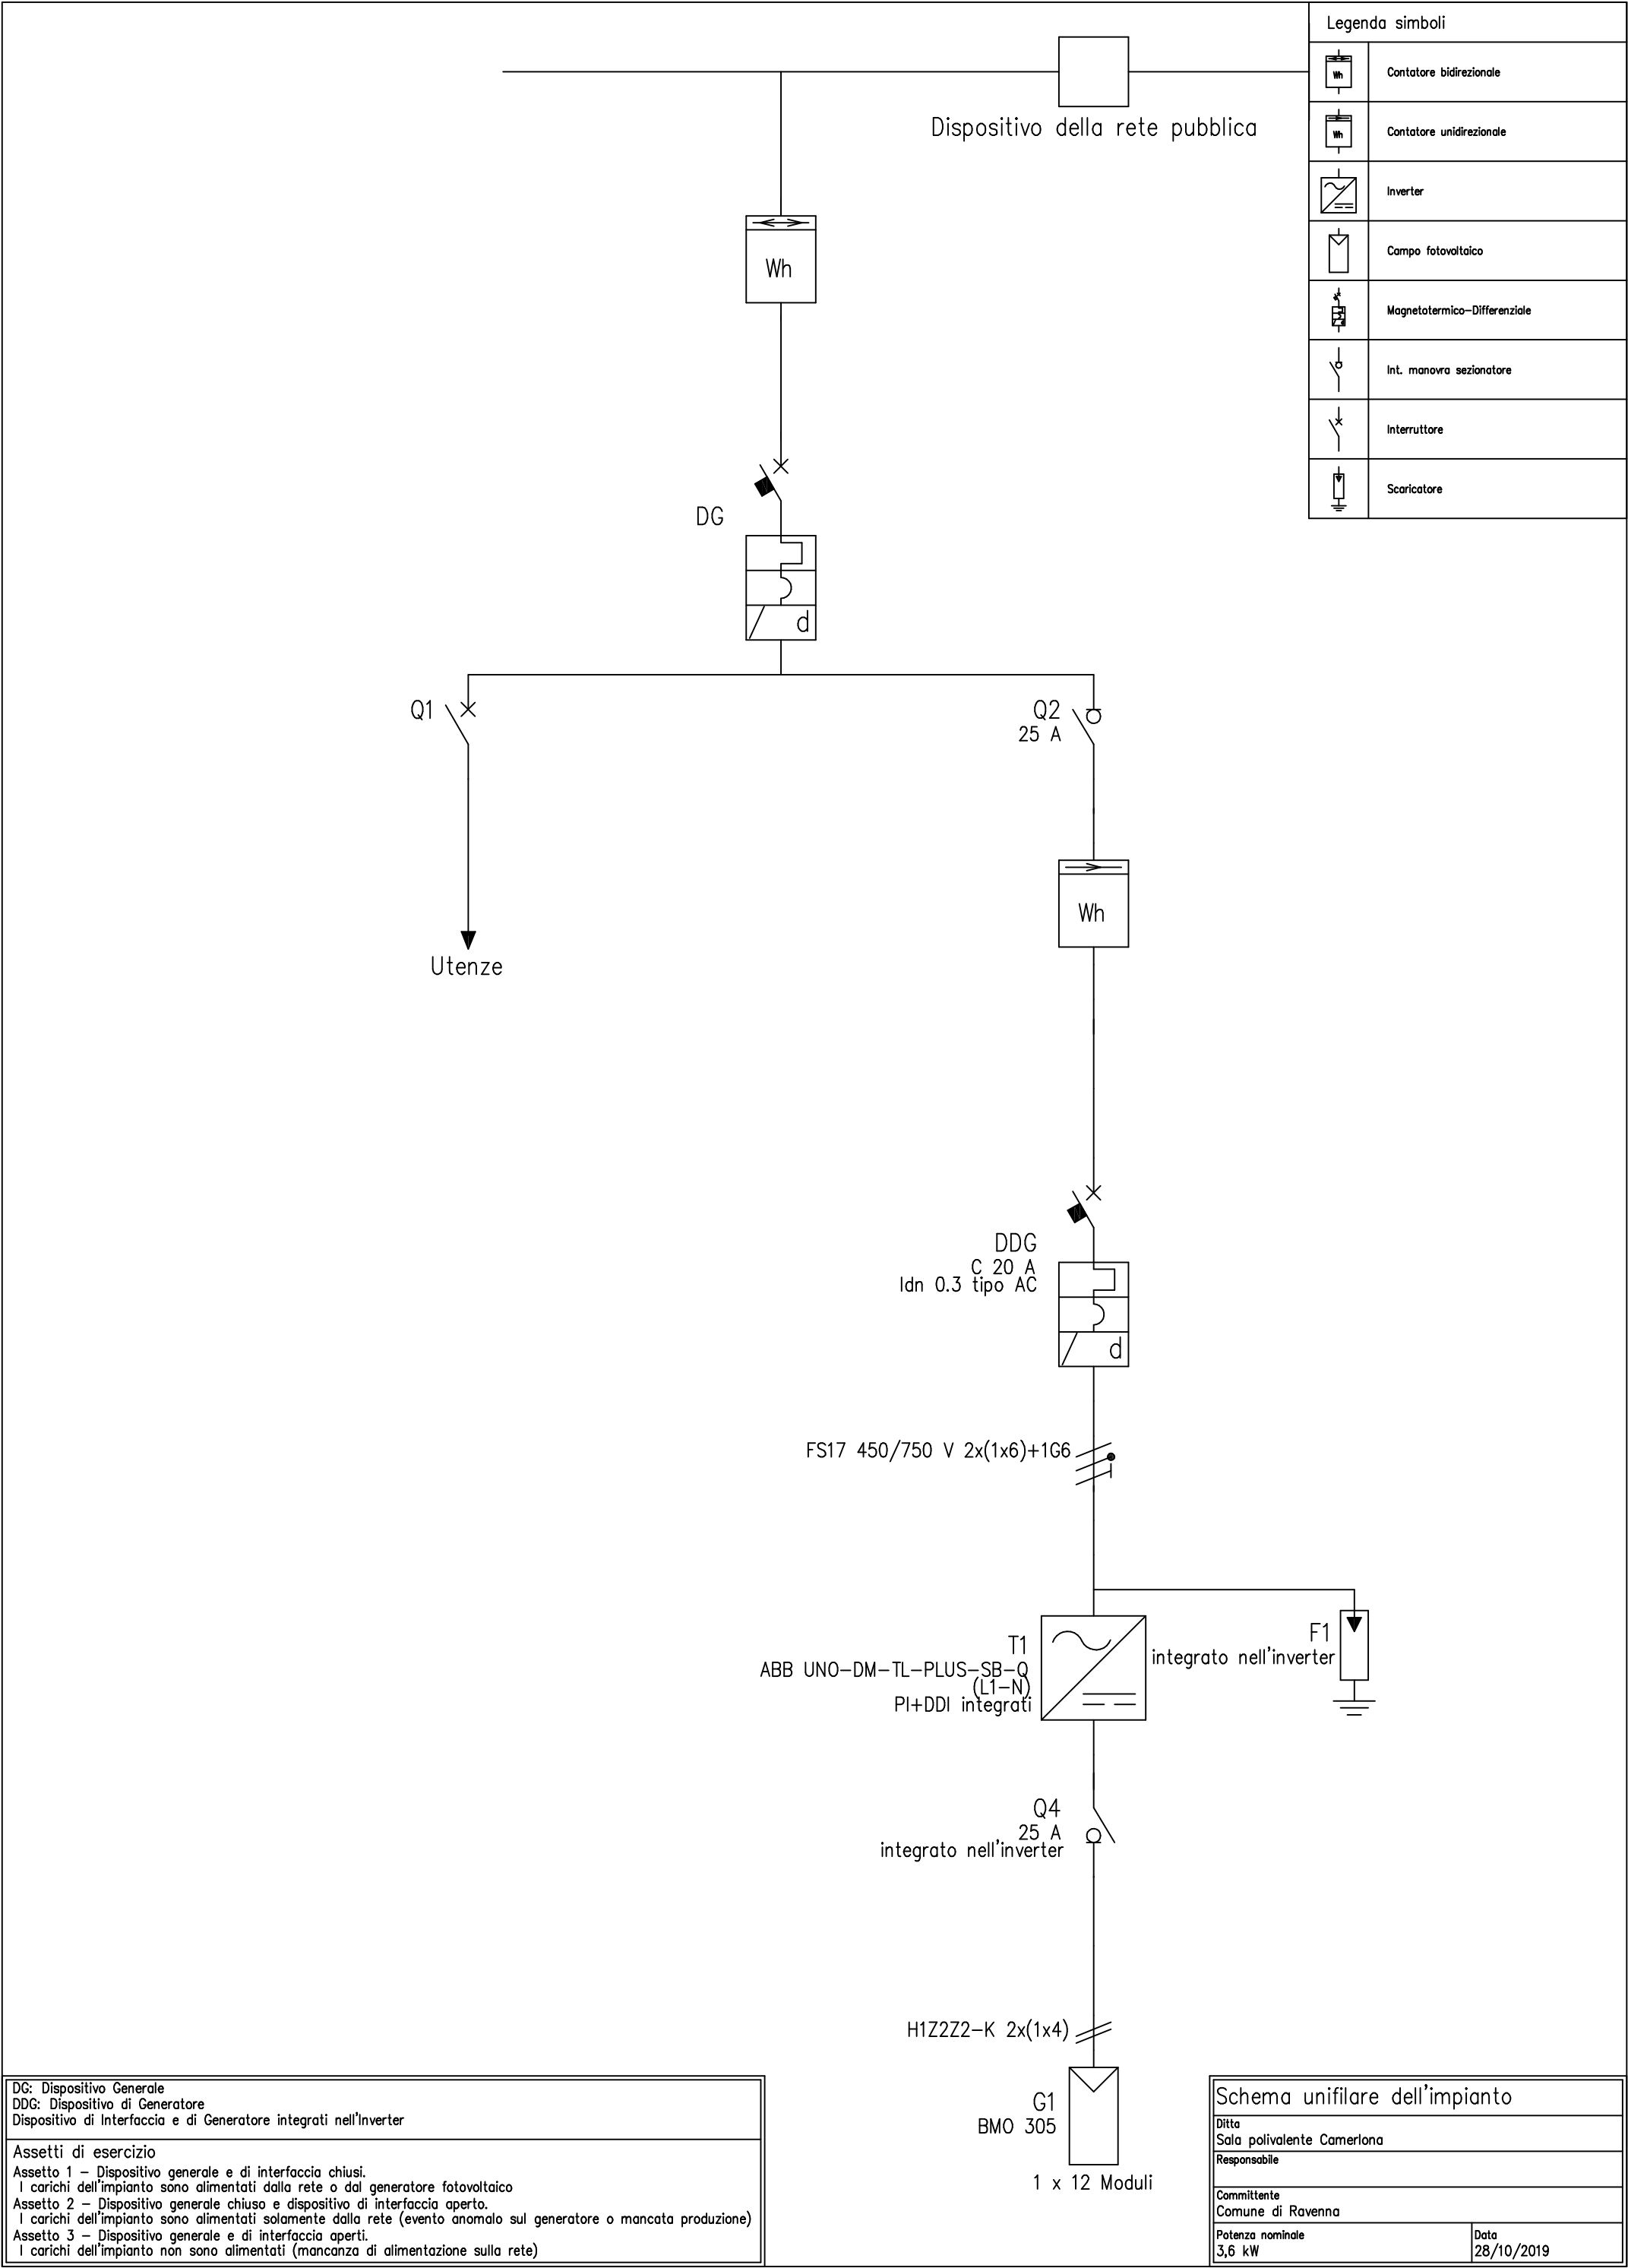 Legenda simboli
Wh
Contatore bidirezionale
Wh
Contatore unidirezionale
Inverter
Campo fotovoltaico
Magnetotermico-Differenziale
Int. manovra sezionatore
Interruttore
Scaricatore
Dispositivo della rete pubblica
Wh
DG
d
Q1
Q2
25 A
Wh
Utenze
DDG
C 20 A
Idn 0.3 tipo AC
d
FS17 450/750 V 2x(1x6)+1G6
T1
ABB UNO-DM-TL-PLUS-SB-Q
(L1-N)
PI+DDI integrati
F1
integrato nell'inverter
Q4
25 A
integrato nell'inverter
H1Z2Z2-K 2x(1x4)
G1
BMO 305
1 x 12 Moduli
DG: Dispositivo Generale
DDG: Dispositivo di Generatore
Dispositivo di Interfaccia e di Generatore integrati nell'Inverter
Assetti di esercizio
Assetto 1 - Dispositivo generale e di interfaccia chiusi.
I carichi dell'impianto sono alimentati dalla rete o dal generatore fotovoltaico
Assetto 2 - Dispositivo generale chiuso e dispositivo di interfaccia aperto.
I carichi dell'impianto sono alimentati solamente dalla rete (evento anomalo sul generatore o mancata produzione)
Assetto 3 - Dispositivo generale e di interfaccia aperti.
I carichi dell'impianto non sono alimentati (mancanza di alimentazione sulla rete)
Schema unifilare dell'impianto
Ditta
Sala polivalente Camerlona
Responsabile
Committente
Comune di Ravenna
Potenza nominale
3,6 kW
Data
28/10/2019